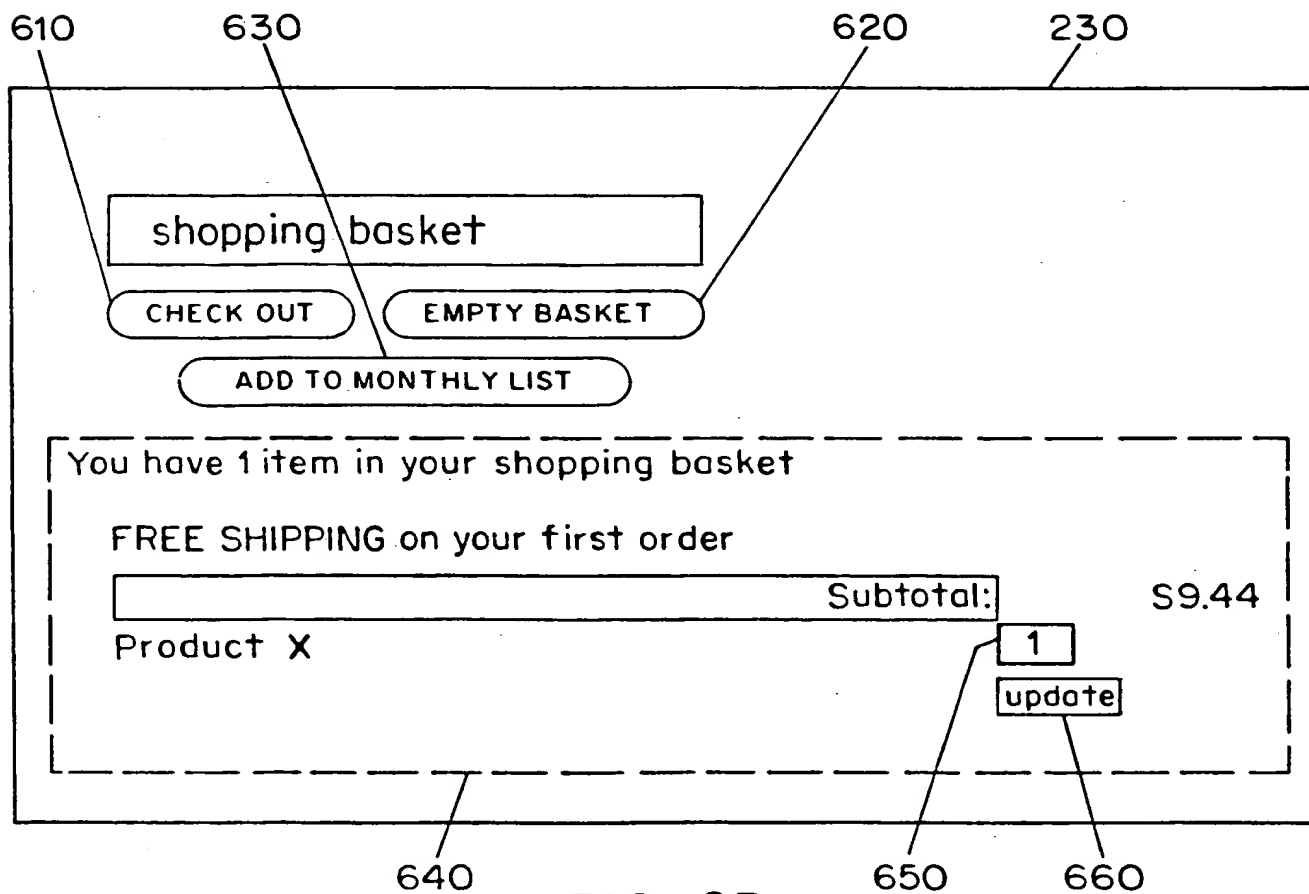 610 630 620 230
shopping basket
CHECK OUT EMPTY BASKET
ADD TO MONTHLY LIST
You have 1 item in your shopping basket
FREE SHIPPING on your first order
Subtotal: S9.44
Product X 1
update
640 650 660